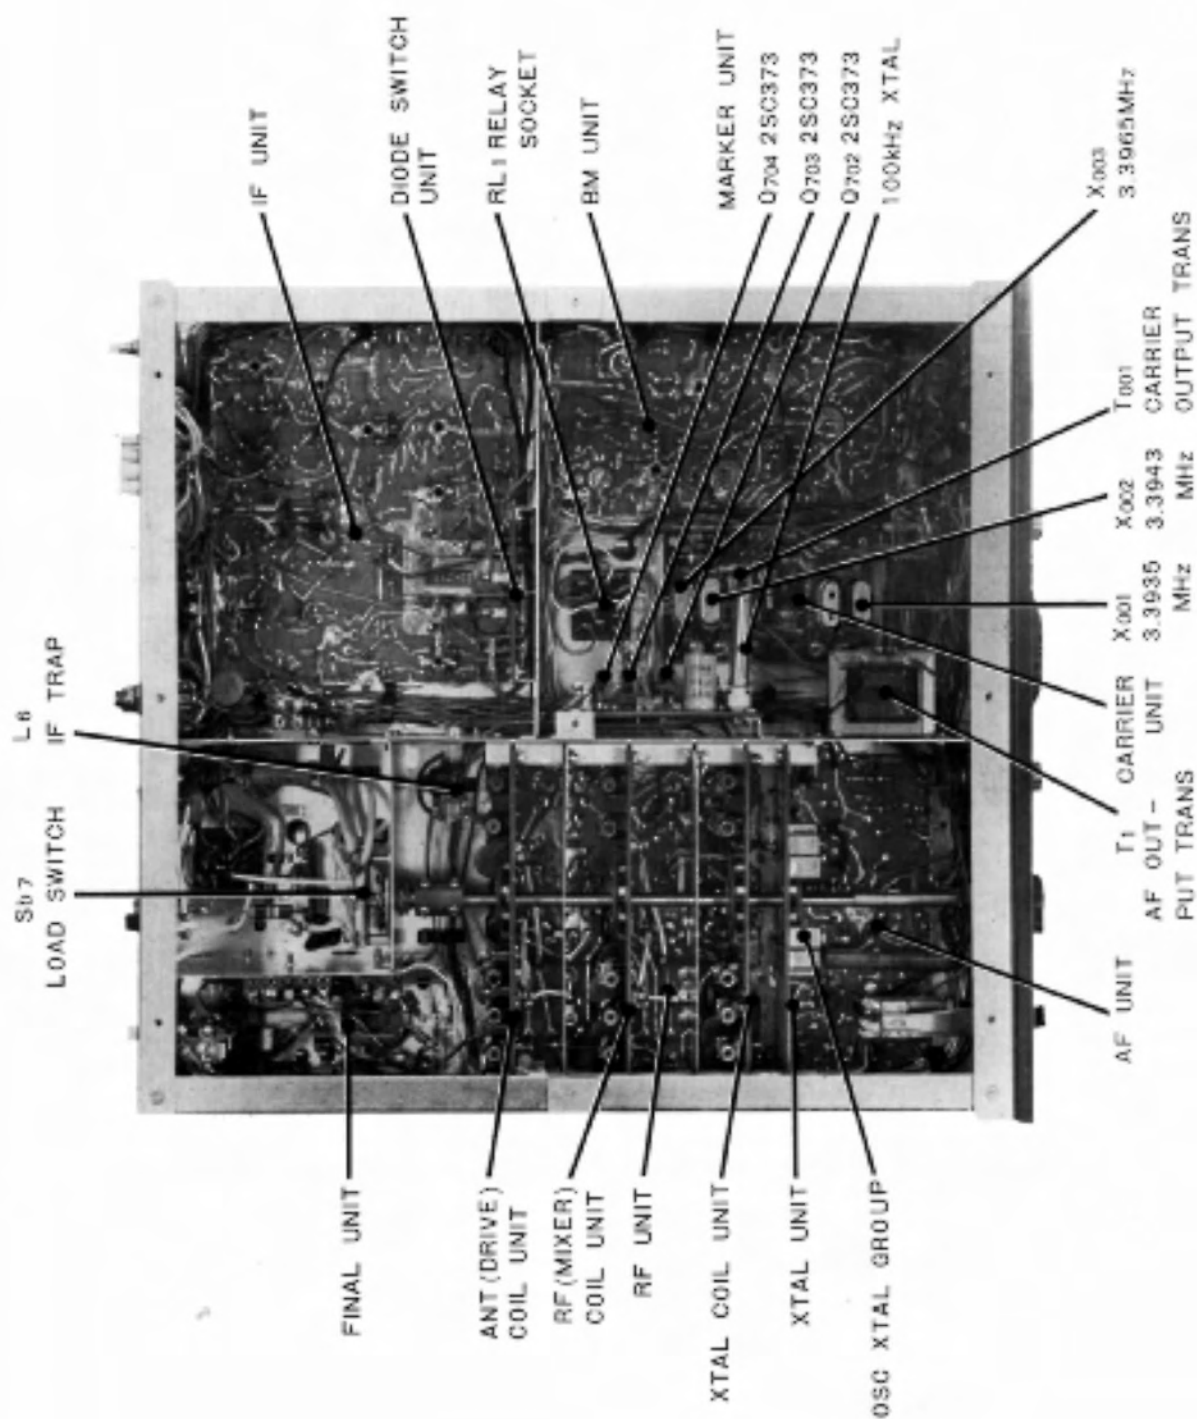 Sb7
LOAD SWITCH
L6
IF TRAP
IF UNIT
DIODE SWITCH
UNIT
RL1 RELAY
SOCKET
BM UNIT
MARKER UNIT
Q704 2SC373
Q703 2SC373
Q702 2SC373
100kHz XTAL
X003
3.3965MHz
T001
CARRIER
OUTPUT TRANS
X002
3.3943
MHz
X001
3.3935
MHz
CARRIER
UNIT
T1
AF OUT-
PUT TRANS
AF UNIT
FINAL UNIT
ANT (DRIVE)
COIL UNIT
RF (MIXER)
COIL UNIT
RF UNIT
XTAL COIL UNIT
XTAL UNIT
OSC XTAL GROUP